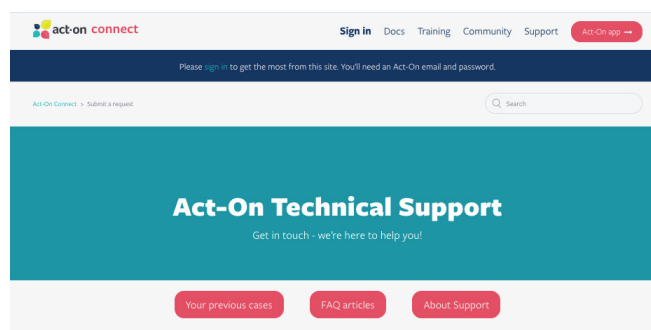 act-on connect
Sign in Docs Training Community Support Act-On app →
Please sign in to get the most from this site. You'll need an Act-On email and password.
Act-On Connect > Submit a request
Search
Act-On Technical Support
Get in touch - we're here to help you!
Your previous cases FAQ articles About Support